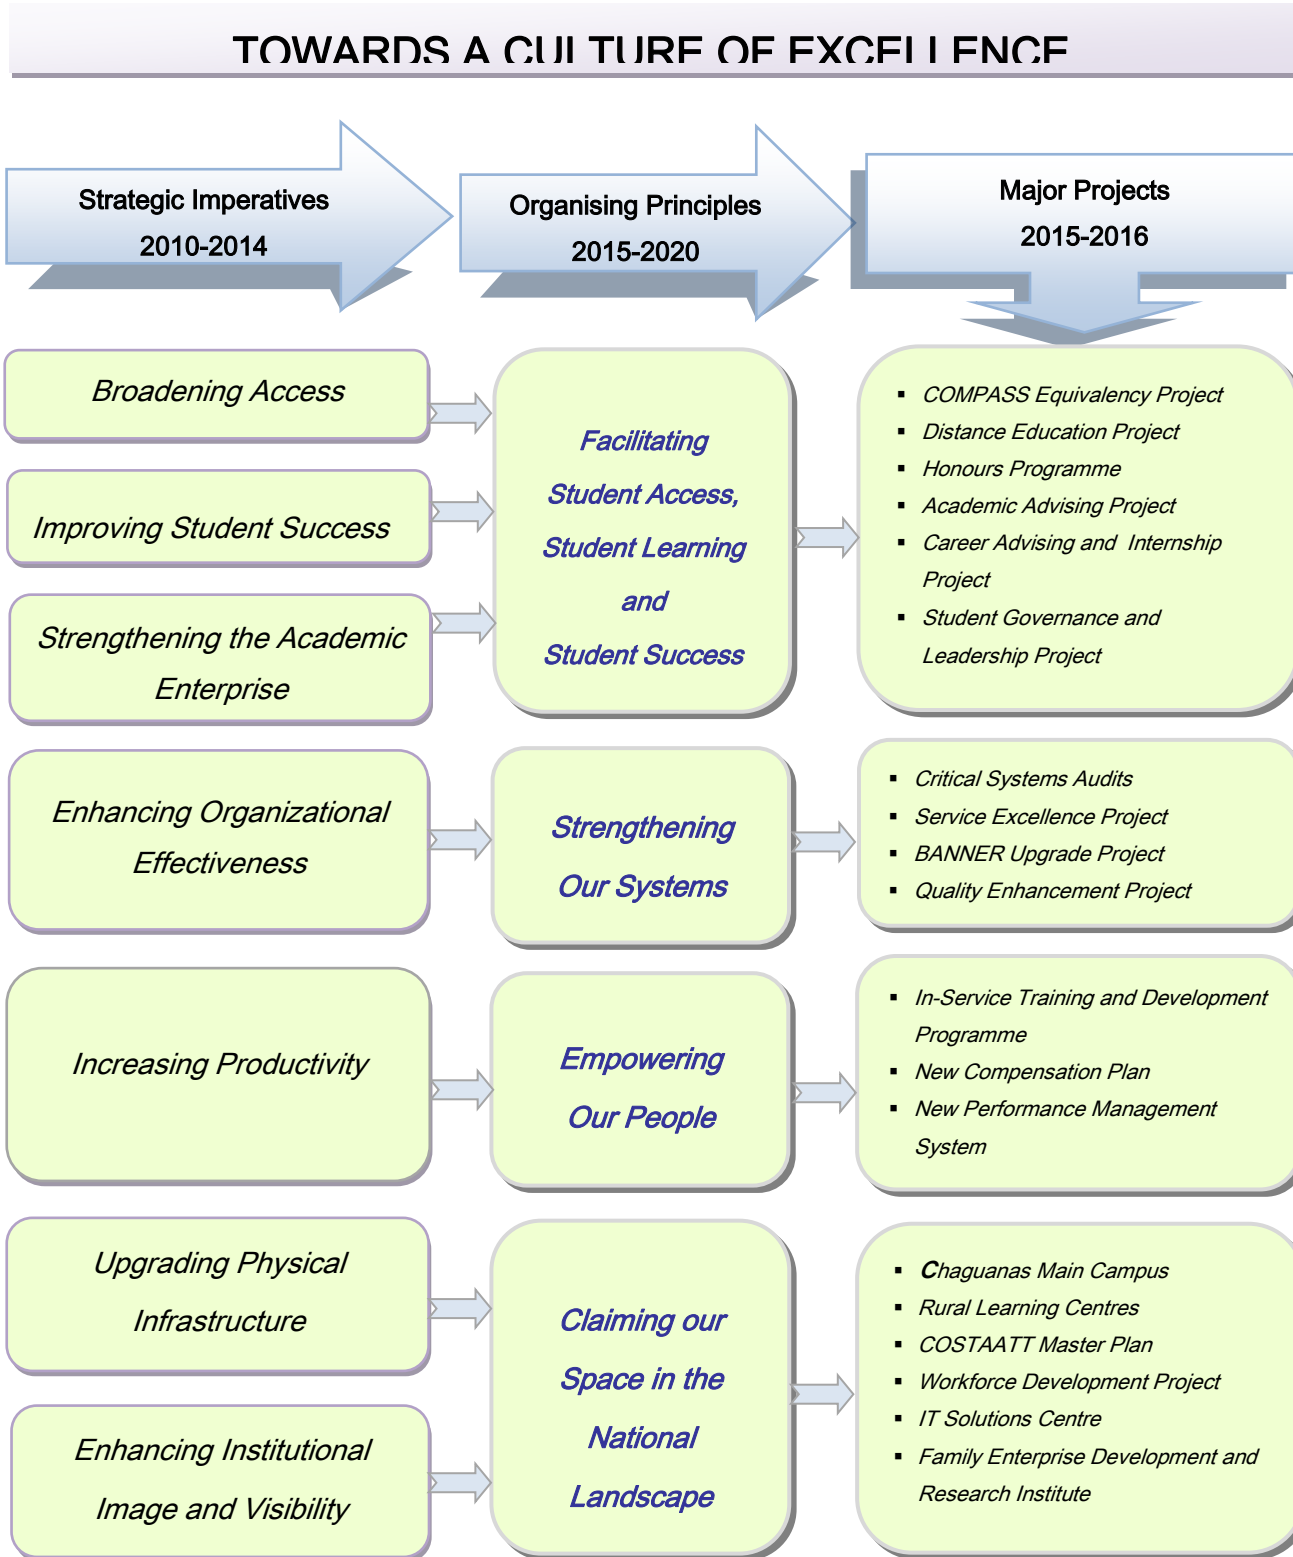 TOWARDS A CULTURE OF EXCELLENCE
Strategic Imperatives
2010-2014
Organising Principles
2015-2020
Major Projects
2015-2016
Broadening Access
Improving Student Success
Strengthening the Academic
Enterprise
Facilitating
Student Access,
Student Learning
and
Student Success
▪ COMPASS Equivalency Project
▪ Distance Education Project
▪ Honours Programme
▪ Academic Advising Project
▪ Career Advising and Internship
Project
▪ Student Governance and
Leadership Project
Enhancing Organizational
Effectiveness
Strengthening
Our Systems
▪ Critical Systems Audits
▪ Service Excellence Project
▪ BANNER Upgrade Project
▪ Quality Enhancement Project
Increasing Productivity
Empowering
Our People
▪ In-Service Training and Development
Programme
▪ New Compensation Plan
▪ New Performance Management
System
Upgrading Physical
Infrastructure
Enhancing Institutional
Image and Visibility
Claiming our
Space in the
National
Landscape
▪ Chaguanas Main Campus
▪ Rural Learning Centres
▪ COSTAATT Master Plan
▪ Workforce Development Project
▪ IT Solutions Centre
▪ Family Enterprise Development and
Research Institute